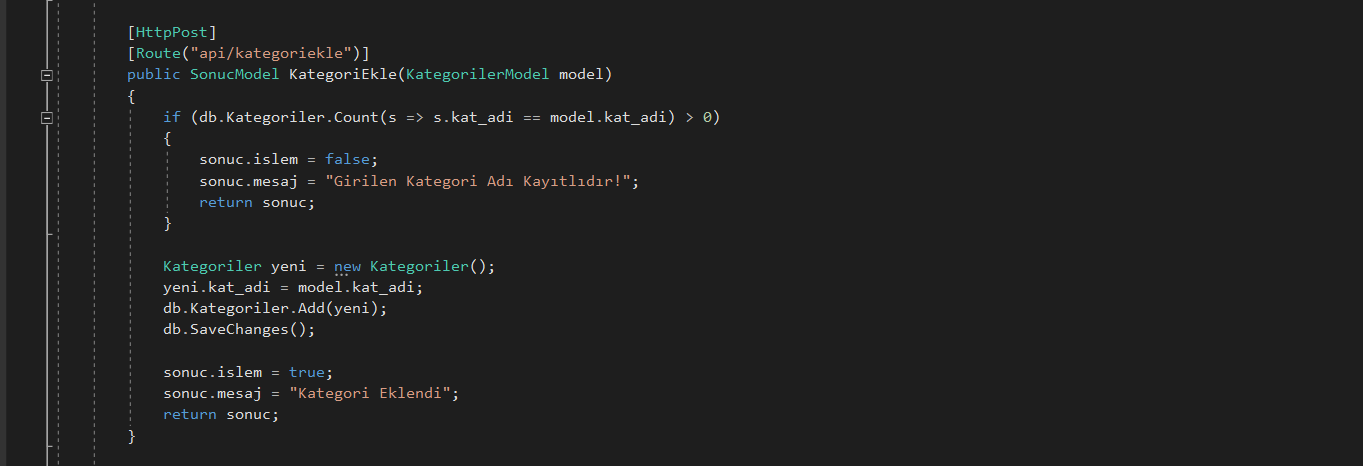 [HttpPost]
[Route("api/kategoriekle")]
public SonucModel KategoriEkle(KategorilerModel model)
{
if (db.Kategoriler.Count(s => s.kat_adi == model.kat_adi) > 0)
{
sonuc.islem = false;
sonuc.mesaj = "Girilen Kategori Adı Kayıtlıdır!";
return sonuc;
}
Kategoriler yeni = new Kategoriler();
yeni.kat_adi = model.kat_adi;
db.Kategoriler.Add(yeni);
db.SaveChanges();
sonuc.islem = true;
sonuc.mesaj = "Kategori Eklendi";
return sonuc;
}